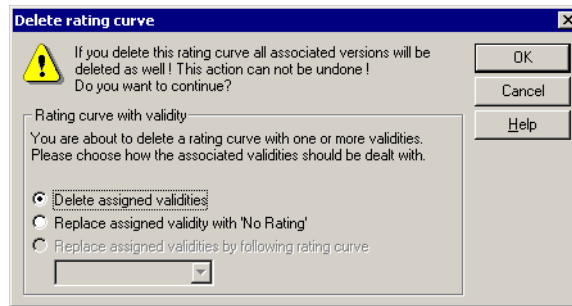 Delete rating curve
If you delete this rating curve all associated versions will be
deleted as well ! This action can not be undone !
Do you want to continue?
OK
Cancel
Help
Rating curve with validity
You are about to delete a rating curve with one or more validities.
Please choose how the associated validities should be dealt with.
Delete assigned validities
Replace assigned validity with 'No Rating'
Replace assigned validities by following rating curve